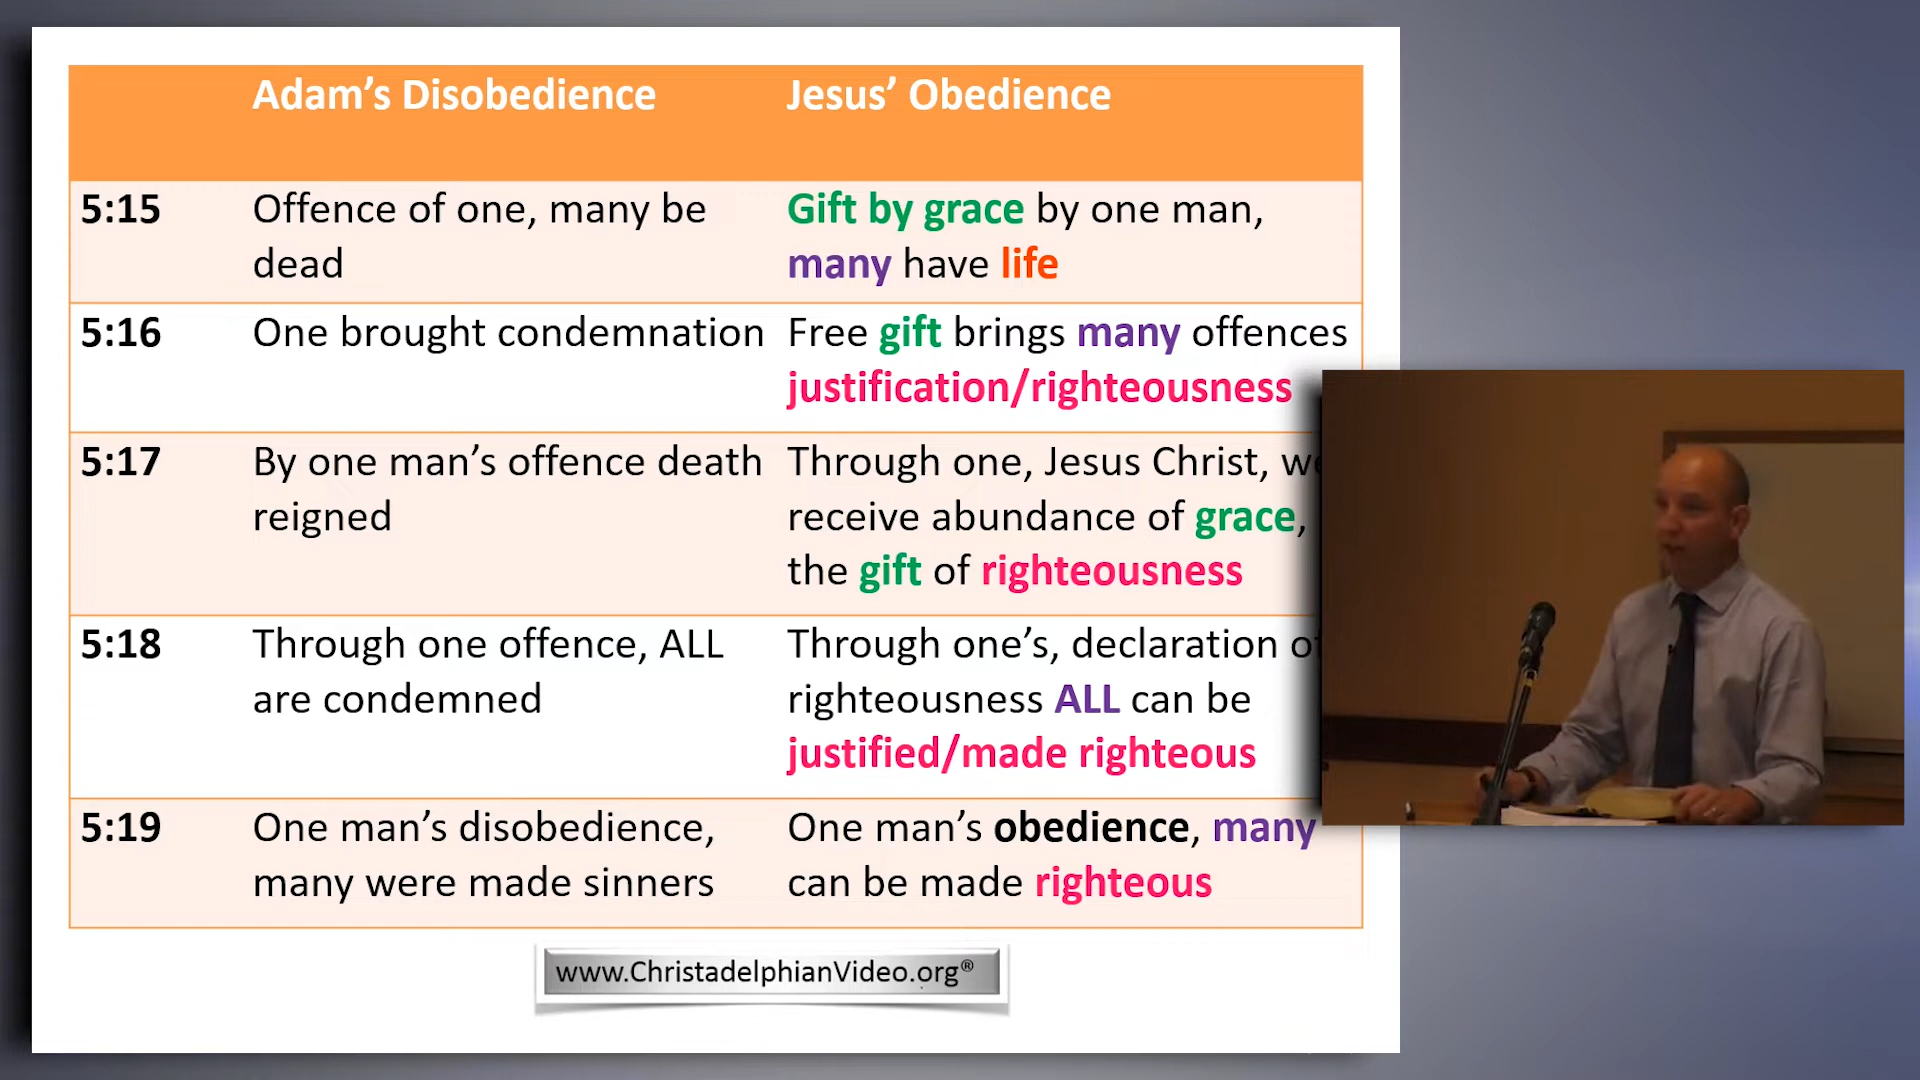 Adam’s Disobedience
Jesus’ Obedience
5:15
Offence of one, many be
dead
Gift by grace by one man,
many have life
5:16
One brought condemnation
Free gift brings many offences
justification/righteousness
5:17
By one man’s offence death
reigned
Through one, Jesus Christ,
receive abundance of grace,
the gift of righteousness
5:18
Through one offence, ALL
are condemned
Through one’s, declaration
righteousness ALL can be
justified/made righteous
5:19
One man’s disobedience,
many were made sinners
One man’s obedience, many
can be made righteous
www.ChristadelphianVideo.org®